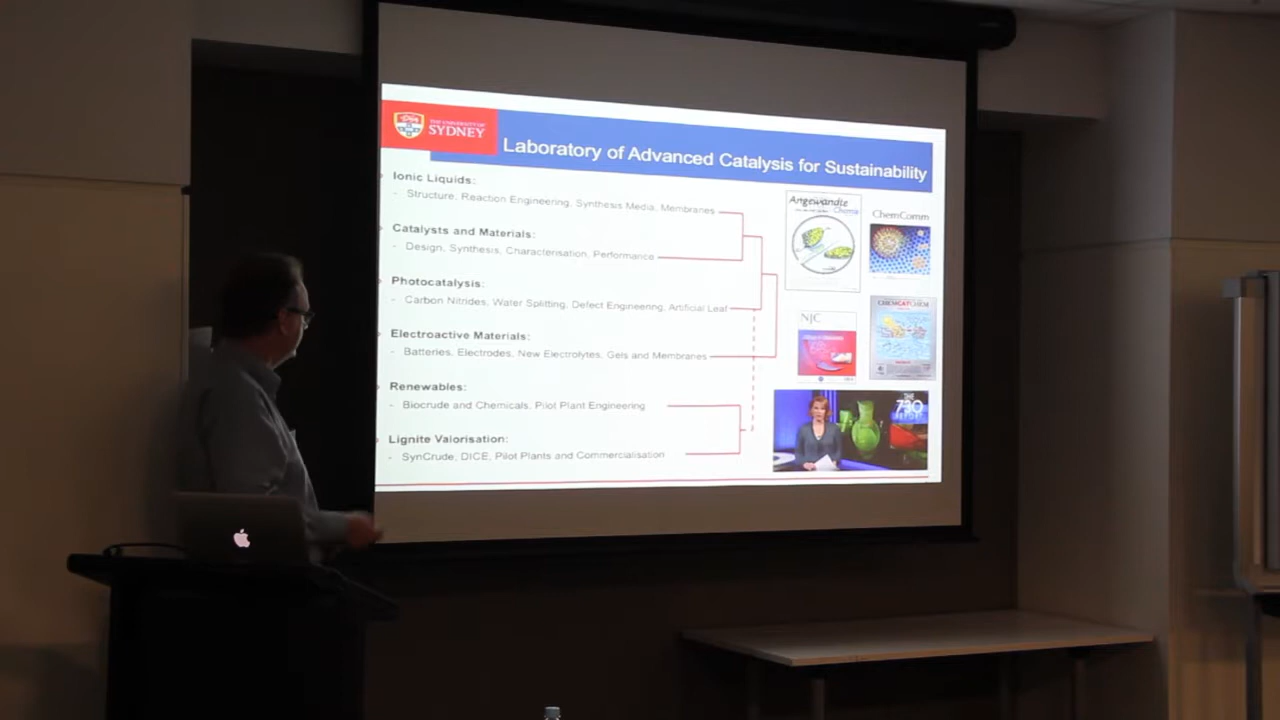 THE UNIVERSITY OF
SYDNEY
Laboratory of Advanced Catalysis for Sustainability
Ionic Liquids:
- Structure, Reaction Engineering, Synthesis Media, Membranes
Catalysts and Materials:
- Design, Synthesis, Characterisation, Performance
Photocatalysis:
- Carbon Nitrides, Water Splitting, Defect Engineering, Artificial Leaf
Electroactive Materials:
- Batteries, Electrodes, New Electrolytes, Gels and Membranes
Renewables:
- Biocrude and Chemicals, Pilot Plant Engineering
Lignite Valorisation:
- SynCrude, DICE, Pilot Plants and Commercialisation
Angewandte
Chemie
ChemComm
NJC
CHEMCATCHEM
THE
730
REPORT